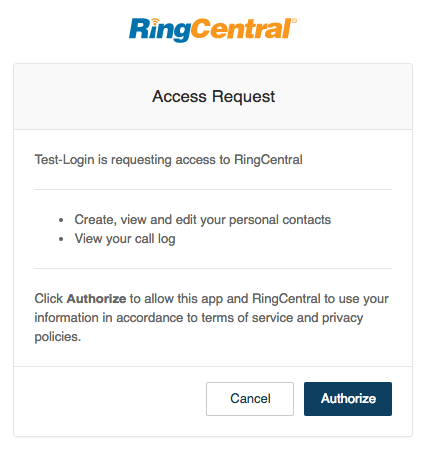 RingCentral®
Access Request
Test-Login is requesting access to RingCentral
• Create, view and edit your personal contacts
• View your call log
Click Authorize to allow this app and RingCentral to use your
information in accordance to terms of service and privacy
policies.
Cancel
Authorize